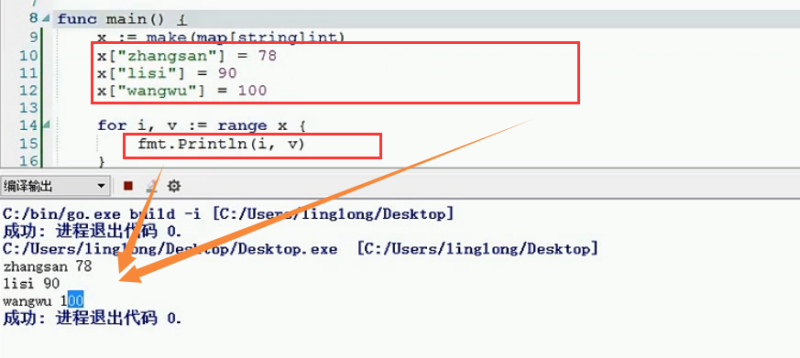 8 func main() {
9 x := make(map[string]int)
10 x["zhangsan"] = 78
11 x["lisi"] = 90
12 x["wangwu"] = 100
13
14 for i, v := range x {
15 fmt.Println(i, v)
16 }
编译输出
C:/bin/go.exe build -i [C:/Users/linglong/Desktop]
成功: 进程退出代码 0.
C:/Users/linglong/Desktop/Desktop.exe [C:/Users/linglong/Desktop]
zhangsan 78
lisi 90
wangwu 100
成功: 进程退出代码 0.